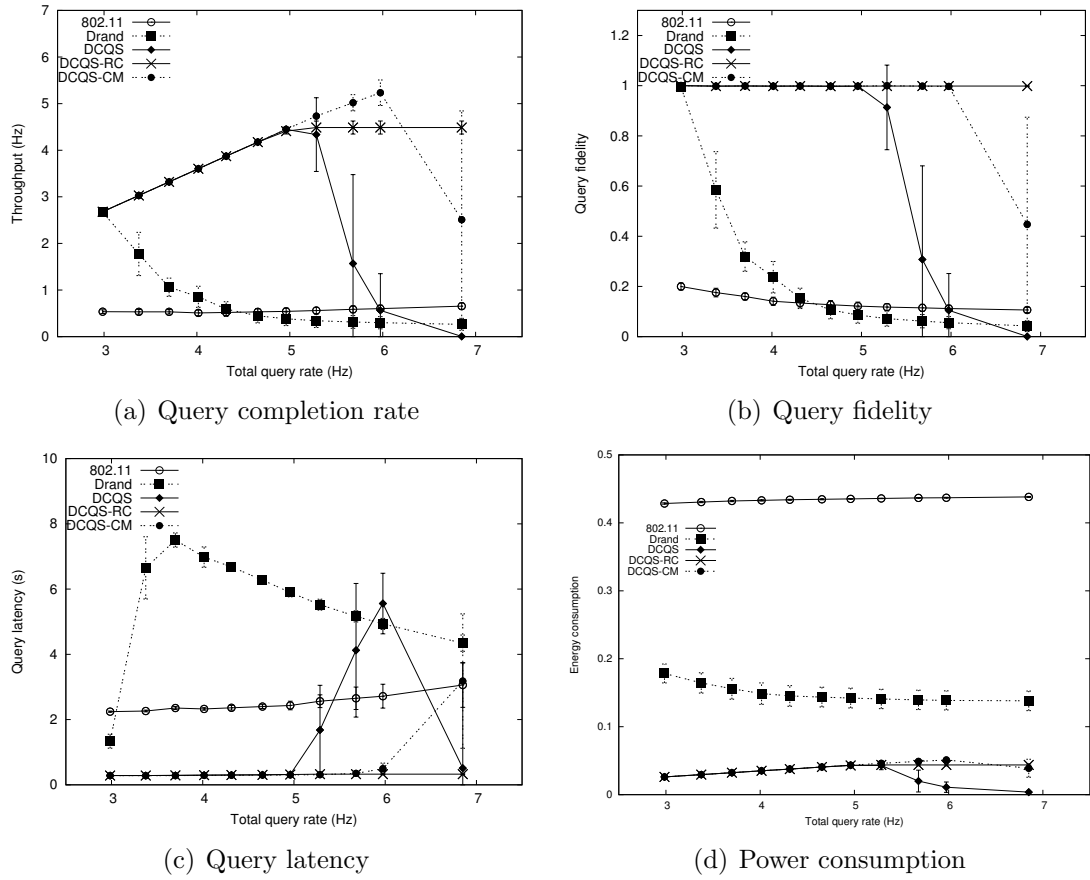 802.11
Drand
DCQS
DCQS-RC
DCQS-CM
7
6
5
4
3
2
1
0
Throughput (Hz)
3 4 5 6 7
Total query rate (Hz)
(a) Query completion rate
802.11
Drand
DCQS
DCQS-RC
DCQS-CM
1.2
1
0.8
0.6
0.4
0.2
0
Query fidelity
3 4 5 6 7
Total query rate (Hz)
(b) Query fidelity
802.11
Drand
DCQS
DCQS-RC
DCQS-CM
10
8
6
4
2
0
Query latency (s)
3 4 5 6 7
Total query rate (Hz)
(c) Query latency
802.11
Drand
DCQS
DCQS-RC
DCQS-CM
0.5
0.4
0.3
0.2
0.1
0
Energy consumption
3 4 5 6 7
Total query rate (Hz)
(d) Power consumption